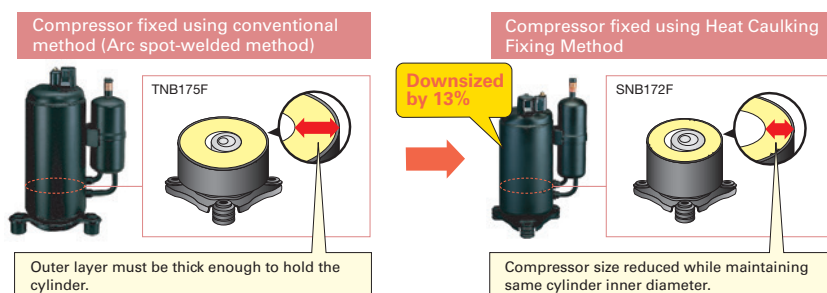 Compressor fixed using conventional
method (Arc spot-welded method)
TNB175F
Outer layer must be thick enough to hold the
cylinder.
Compressor fixed using Heat Caulking
Fixing Method
Downsized
by 13%
SNB172F
Compressor size reduced while maintaining
same cylinder inner diameter.